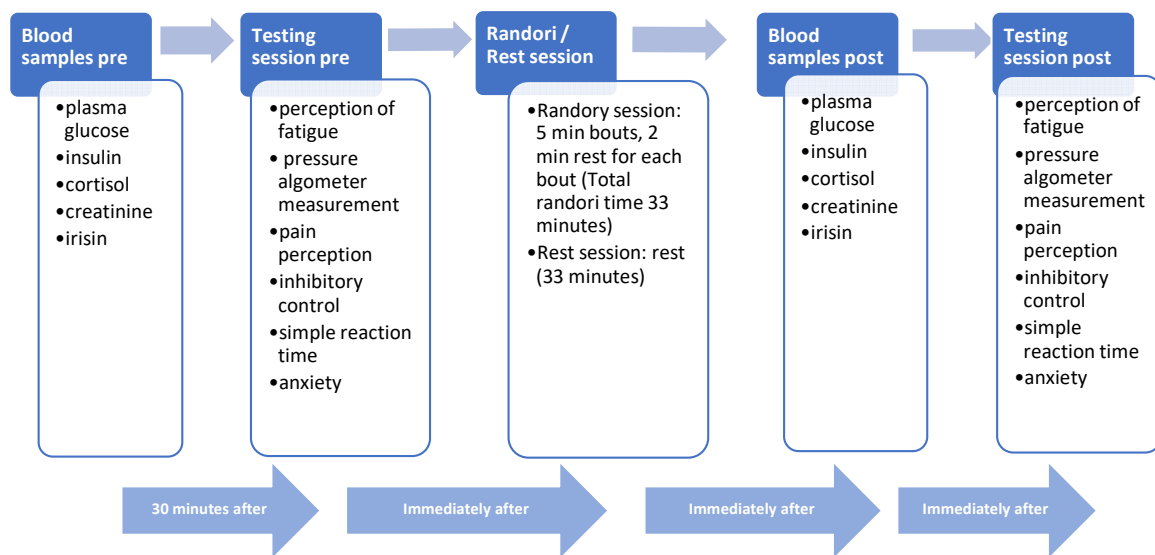 Blood
samples pre
•plasma
glucose
•insulin
•cortisol
•creatinine
•irisin
Testing
session pre
•perception of
fatigue
• pressure
algometer
measurement
•pain
perception
•inhibitory
control
•simple reaction
time
•anxiety
Randori /
Rest session
•Randory session:
5 min bouts, 2
min rest for each
bout (Total
randori time 33
minutes)
•Rest session: rest
(33 minutes)
Blood
samples post
•plasma
glucose
•insulin
•cortisol
•creatinine
•irisin
Testing
session post
•perception of
fatigue
•pressure
algometer
measurement
•pain
perception
•inhibitory
control
•simple
reaction time
•anxiety
30 minutes after
Immediately after
Immediately after
Immediately after